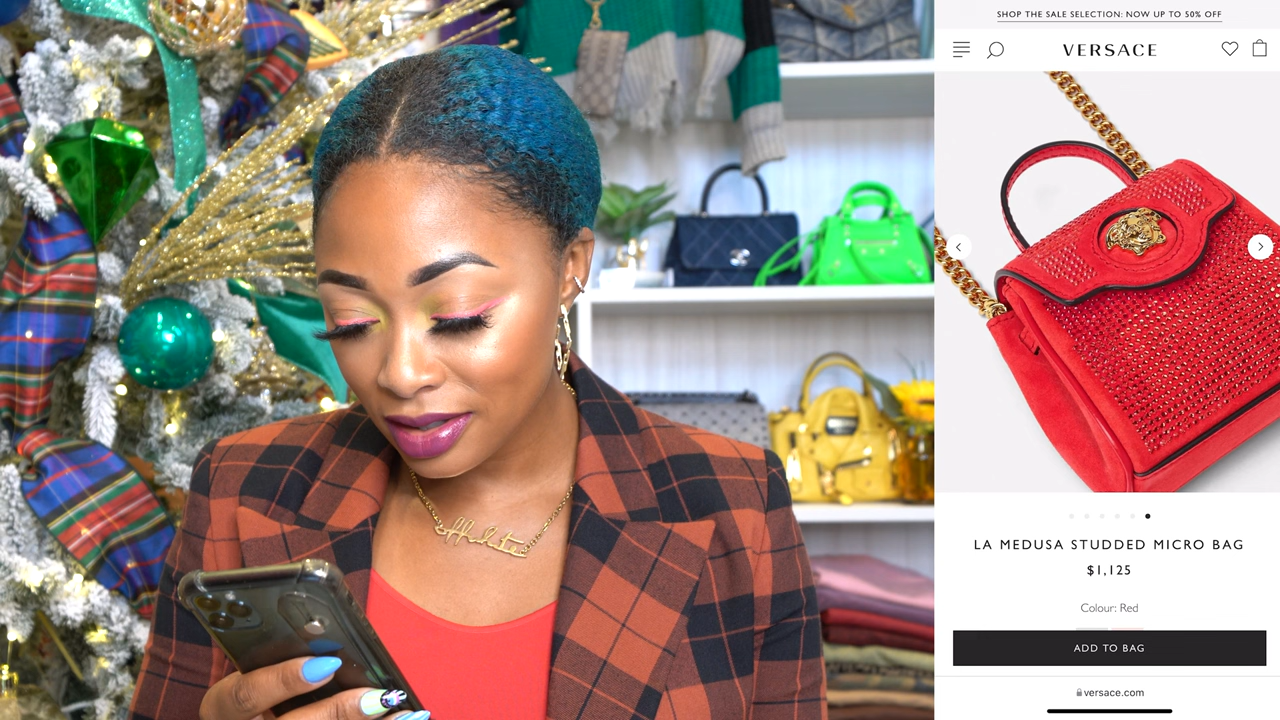 SHOP THE SALE SELECTION: NOW UP TO 50% OFF
VERSACE
LA MEDUSA STUDDED MICRO BAG
$1,125
Colour: Red
ADD TO BAG
versace.com